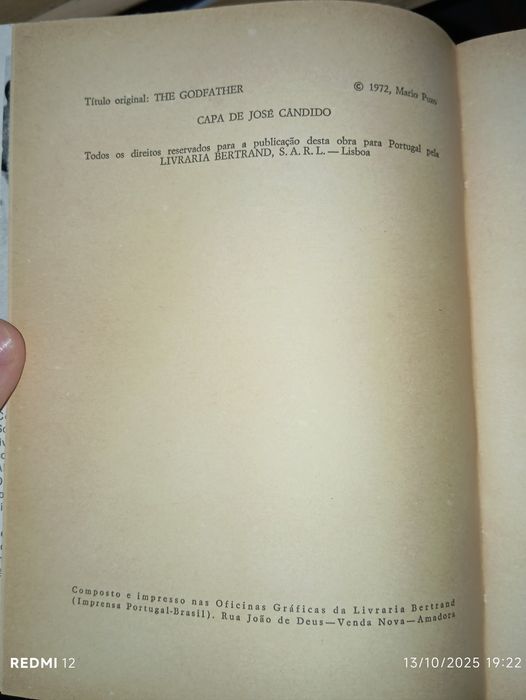 Título original: THE GODFATHER
© 1972, Mario Puzo
CAPA DE JOSÉ CÂNDIDO
Todos os direitos reservados para a publicação desta obra para Portugal pela
LIVRARIA BERTRAND, S. A. R. L. — Lisboa
Composto e impresso nas Oficinas Gráficas da Livraria Bertrand
(Imprensa Portugal-Brasil). Rua João de Deus — Venda Nova — Amadora
REDMI 12
13/10/2025 19:22